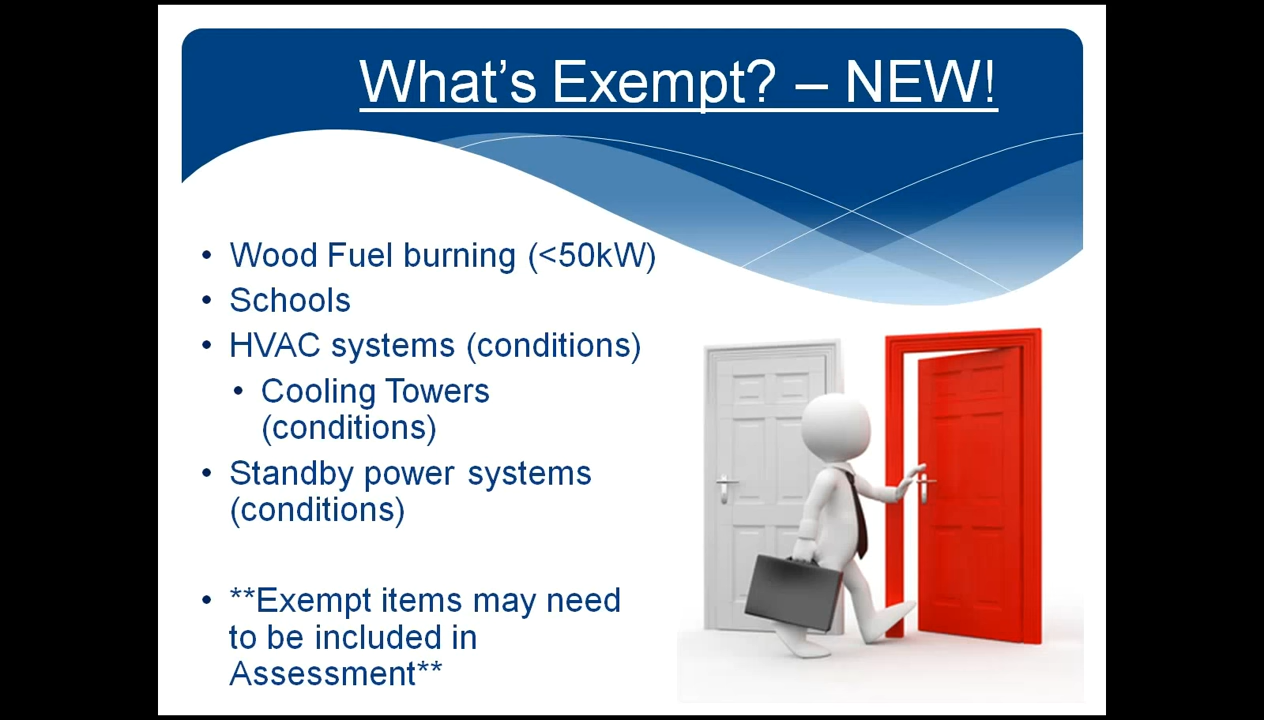 What's Exempt? – NEW!
• Wood Fuel burning (<50kW)
• Schools
• HVAC systems (conditions)
• Cooling Towers
(conditions)
• Standby power systems
(conditions)
• **Exempt items may need
to be included in
Assessment**